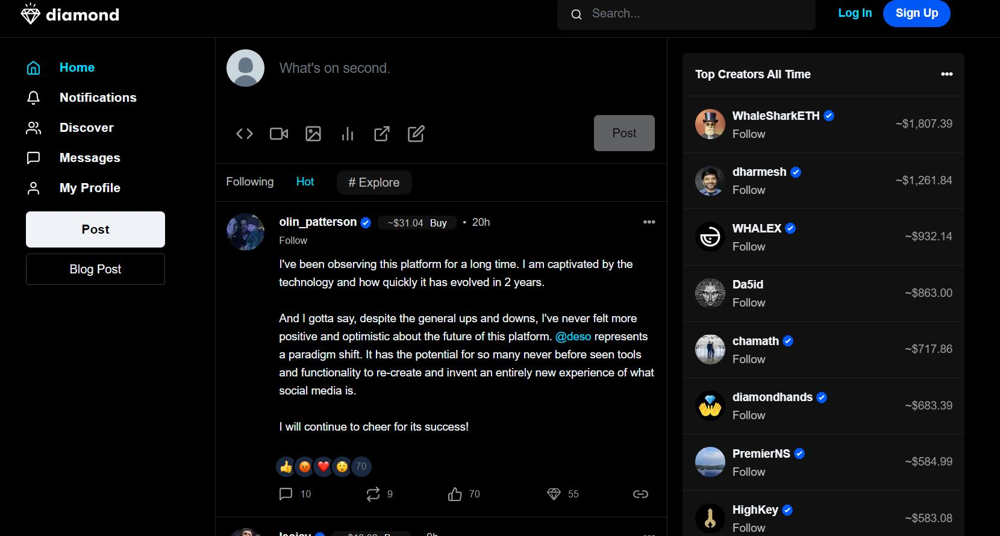 diamond
Search...
Log In
Sign Up
Home
Notifications
Discover
Messages
My Profile
Post
Blog Post
What's on second.
Post
Following
Hot
# Explore
olin_patterson ~$31.04 Buy • 20h
Follow
I've been observing this platform for a long time. I am captivated by the
technology and how quickly it has evolved in 2 years.
And I gotta say, despite the general ups and downs, I've never felt more
positive and optimistic about the future of this platform. @deso represents
a paradigm shift. It has the potential for so many never before seen tools
and functionality to re-create and invent an entirely new experience of what
social media is.
I will continue to cheer for its success!
70
10
9
70
55
Top Creators All Time
WhaleSharkETH
Follow
~$1,807.39
dharmesh
Follow
~$1,261.84
WHALEX
Follow
~$932.14
Da5id
Follow
~$863.00
chamath
Follow
~$717.86
diamondhands
Follow
~$683.39
PremierNS
Follow
~$584.99
HighKey
Follow
~$583.08